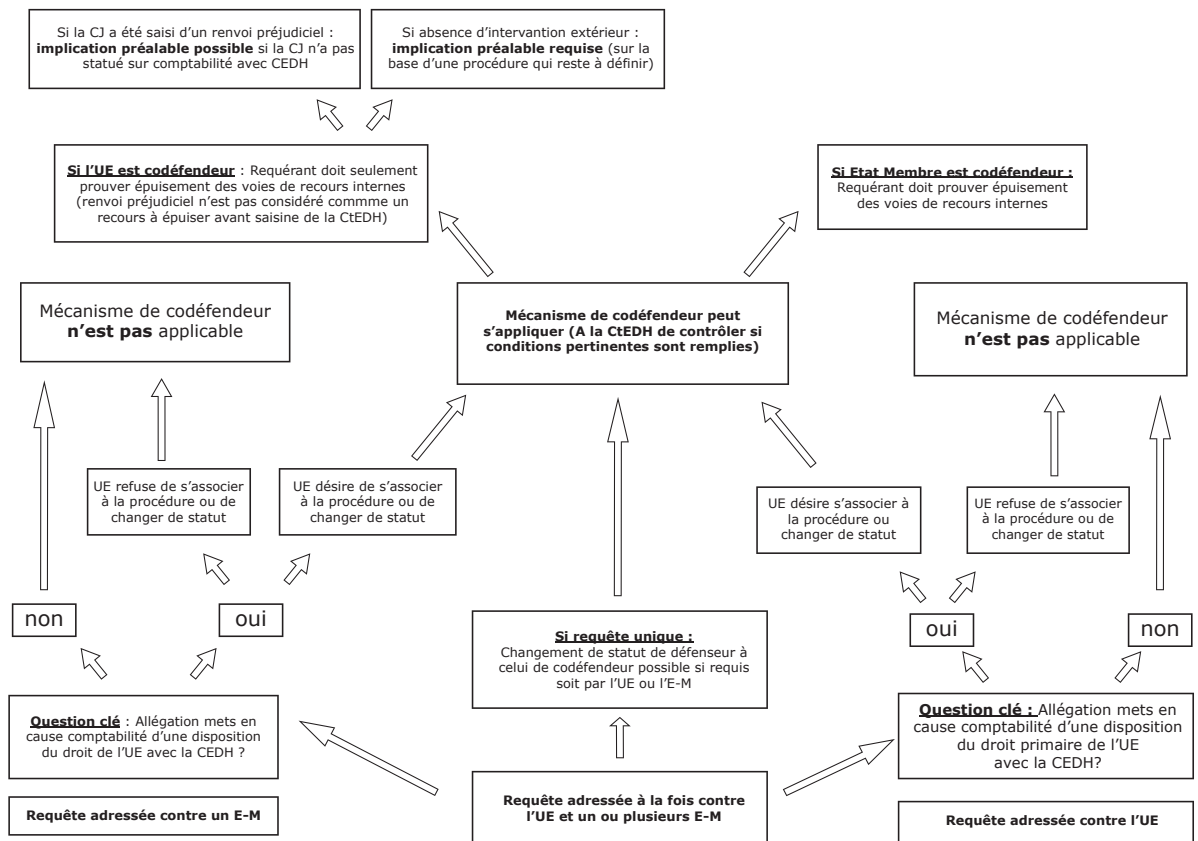 Si la CJ a été saisi d'un renvoi préjudiciel :
implication préalable possible si la CJ n'a pas
statué sur comptabilité avec CEDH
Si absence d'intervantion extérieur :
implication préalable requise (sur la
base d'une procédure qui reste à définir)
Si l'UE est codéfendeur : Requérant doit seulement
prouver épuisement des voies de recours internes
(renvoi préjudiciel n'est pas considéré commme un
recours à épuiser avant saisine de la CtEDH)
Si Etat Membre est codéfendeur :
Requérant doit prouver épuisement
des voies de recours internes
Mécanisme de codéfendeur
n'est pas applicable
Mécanisme de codéfendeur peut
s'appliquer (A la CtEDH de contrôler si
conditions pertinentes sont remplies)
Mécanisme de codéfendeur
n'est pas applicable
UE refuse de s'associer
à la procédure ou de
changer de statut
UE désire de s'associer
à la procédure ou de
changer de statut
UE désire s'associer à
la procédure ou
changer de statut
UE refuse de s'associer
à la procédure ou de
changer de statut
non
oui
Si requête unique :
Changement de statut de défenseur à
celui de codéfendeur possible si requis
soit par l'UE ou l'E-M
oui
non
Question clé : Allégation mets en
cause comptabilité d'une disposition
du droit de l'UE avec la CEDH ?
Question clé : Allégation mets en
cause comptabilité d'une disposition
du droit primaire de l'UE
avec la CEDH?
Requête adressée contre un E-M
Requête adressée à la fois contre
l'UE et un ou plusieurs E-M
Requête adressée contre l'UE